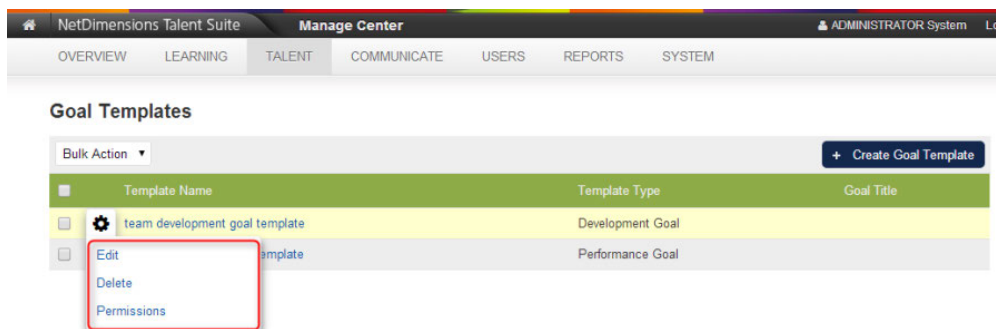 NetDimensions Talent Suite Manage Center ADMINISTRATOR System
OVERVIEW LEARNING TALENT COMMUNICATE USERS REPORTS SYSTEM
Goal Templates
Bulk Action + Create Goal Template
Template Name Template Type Goal Title
team development goal template Development Goal
template Performance Goal
Edit
Delete
Permissions